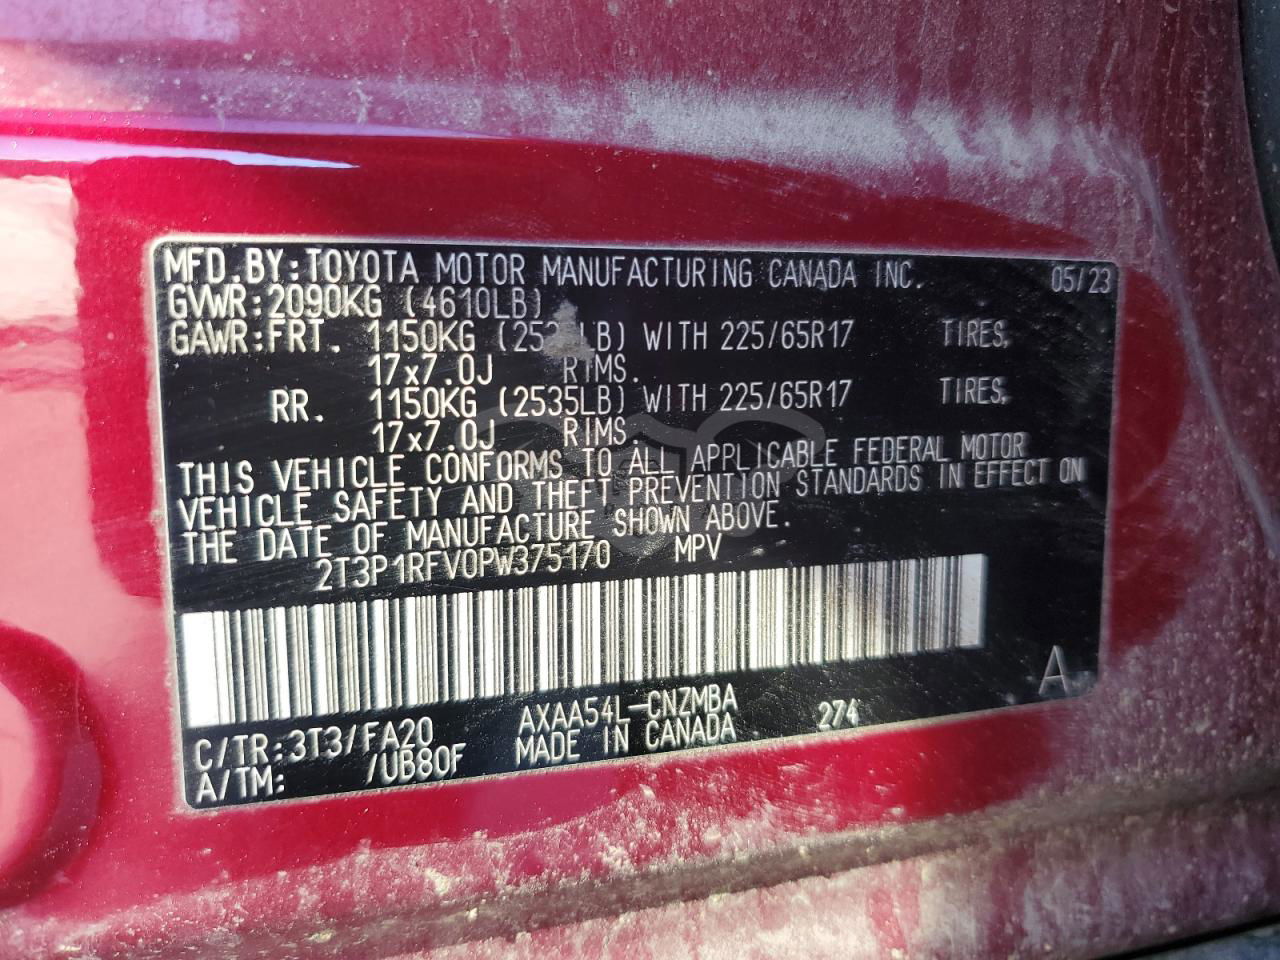 MFD.BY:TOYOTA MOTOR MANUFACTURING CANADA INC. 05/23
GVWR:2090KG (4610LB)
GAWR:FRT. 1150KG WITH 225/65R17 TIRES,
17x7.0J RIMS.
RR. 1150KG (2535LB) WITH 225/65R17 TIRES,
17x7.0J RIMS.
THIS VEHICLE CONFORMS TO ALL APPLICABLE FEDERAL MOTOR
VEHICLE SAFETY AND THEFT PREVENTION STANDARDS IN EFFECT ON
THE DATE OF MANUFACTURE SHOWN ABOVE.
2T3P1RFV0PW375170 MPV
A
C/TR:3T3/FA20 AXAA54L-CNZMBA 274
A/TM: /UB80F MADE IN CANADA